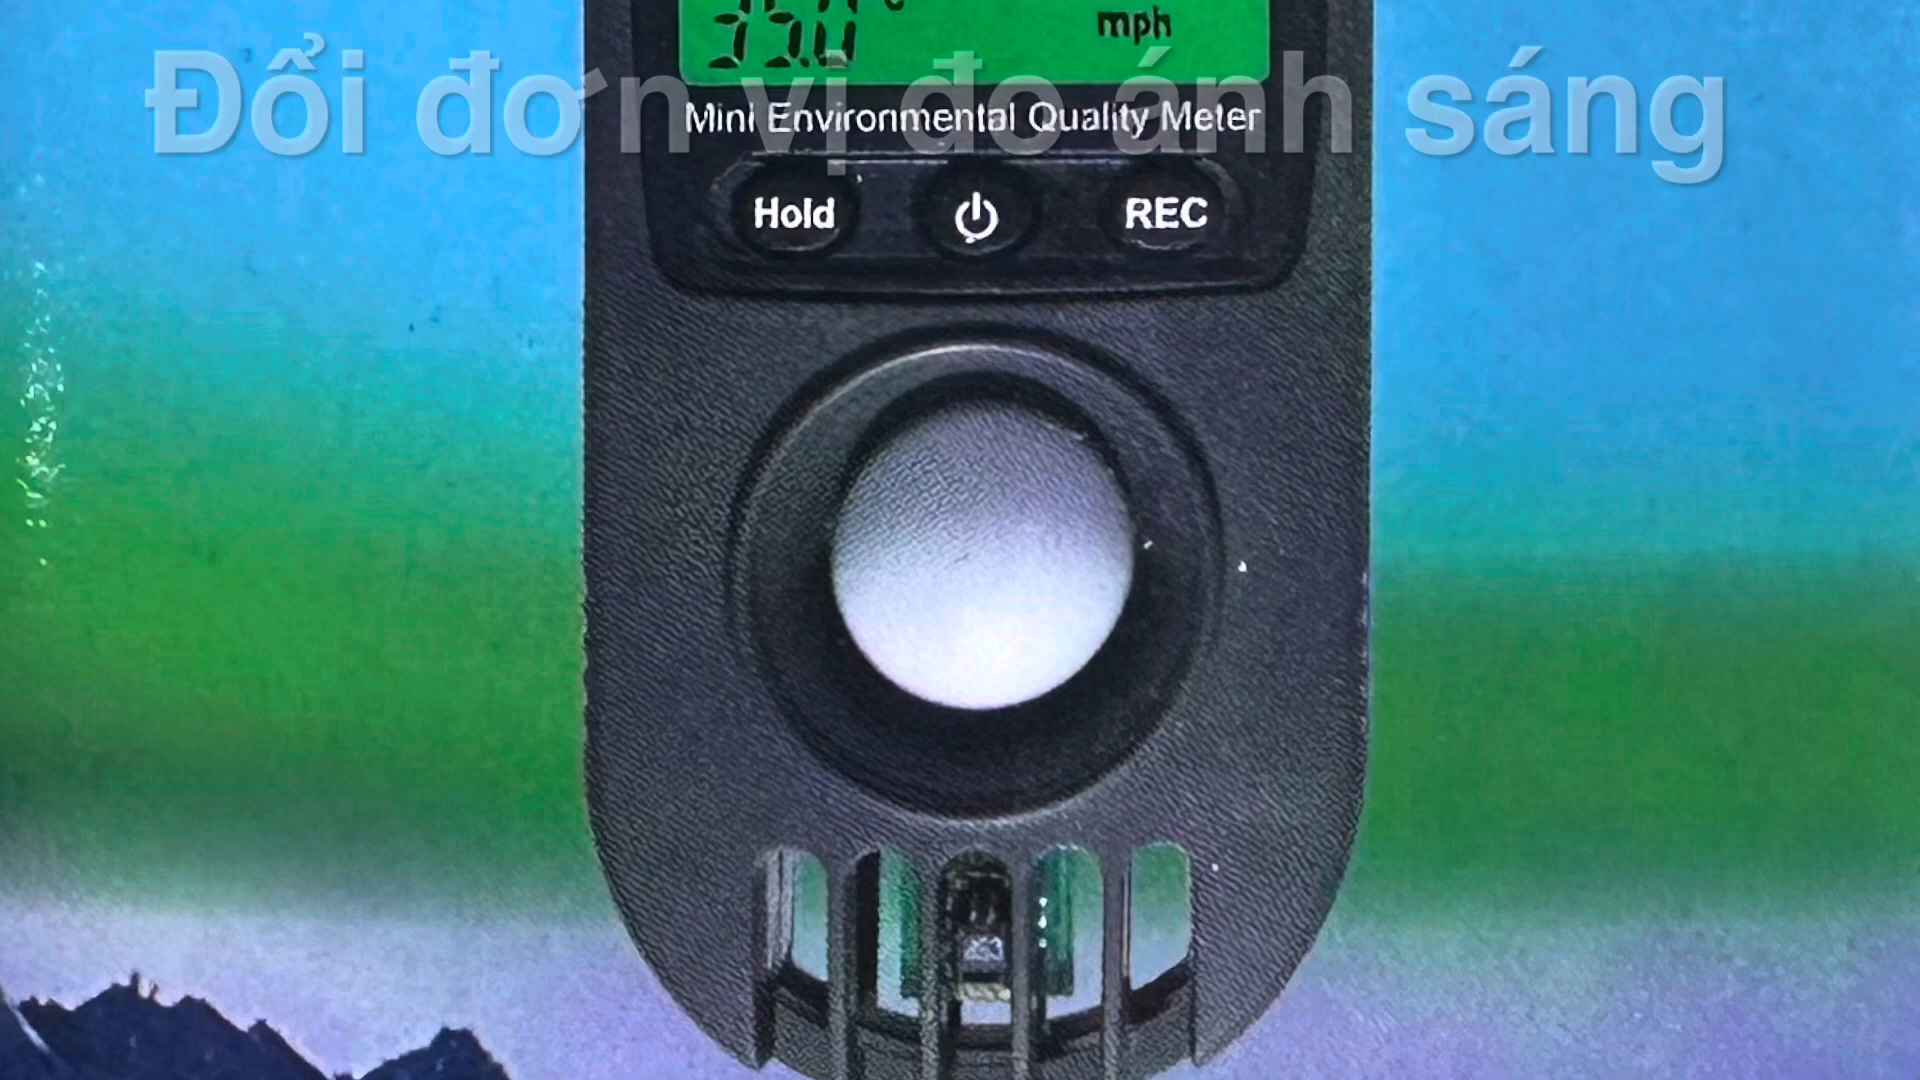 mph
Đổi đơn vị đo ánh sáng
Mini Environmental Quality Meter
Hold
REC